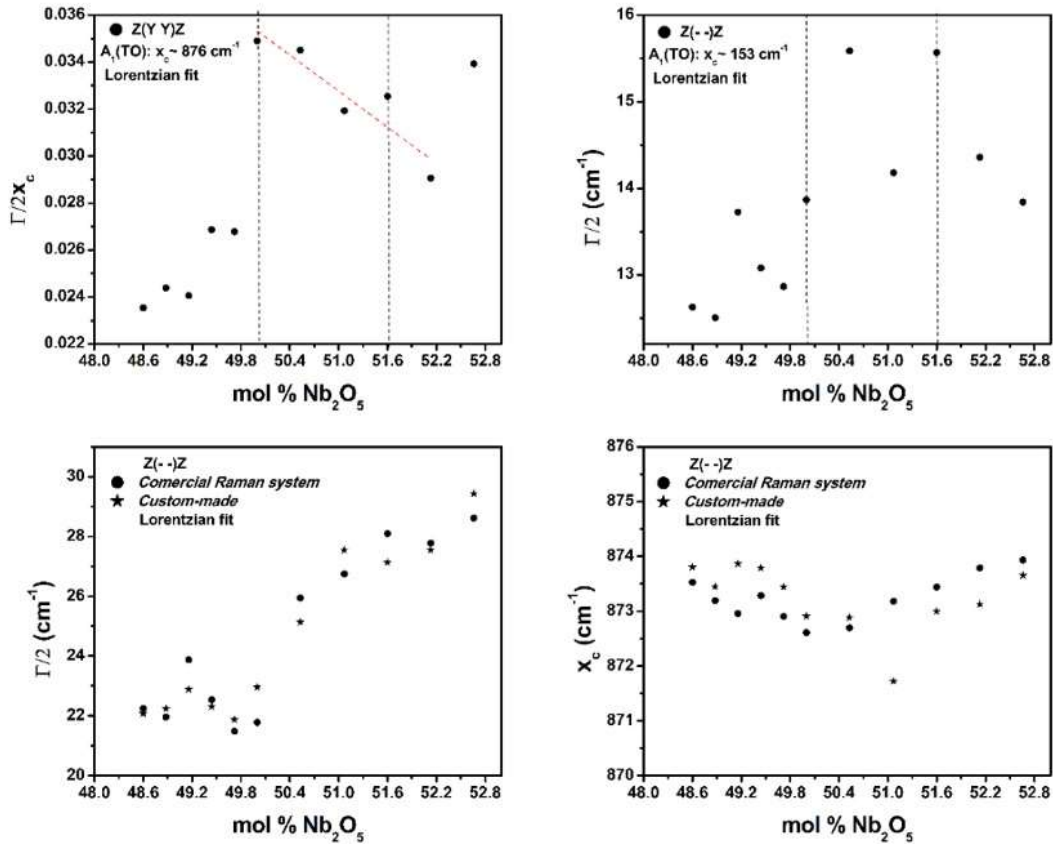 0.036
0.034
0.032
0.030
0.028
0.026
0.024
0.022
Γ/2x_c
Z(Y Y)Z
A₁(TO): x_c ~ 876 cm⁻¹
Lorentzian fit
48.0 48.6 49.2 49.8 50.4 51.0 51.6 52.2 52.8
mol % Nb₂O₅
16
15
14
13
Γ/2 (cm⁻¹)
Z(- -)Z
A₁(TO): x_c ~ 153 cm⁻¹
Lorentzian fit
48.0 48.6 49.2 49.8 50.4 51.0 51.6 52.2 52.8
mol % Nb₂O₅
30
28
26
24
22
20
Γ/2 (cm⁻¹)
Z(- -)Z
Comercial Raman system
Custom-made
Lorentzian fit
48.0 48.6 49.2 49.8 50.4 51.0 51.6 52.2 52.8
mol % Nb₂O₅
876
875
874
873
872
871
870
X_c (cm⁻¹)
Z(- -)Z
Comercial Raman system
Custom-made
Lorentzian fit
48.0 48.6 49.2 49.8 50.4 51.0 51.6 52.2 52.8
mol % Nb₂O₅